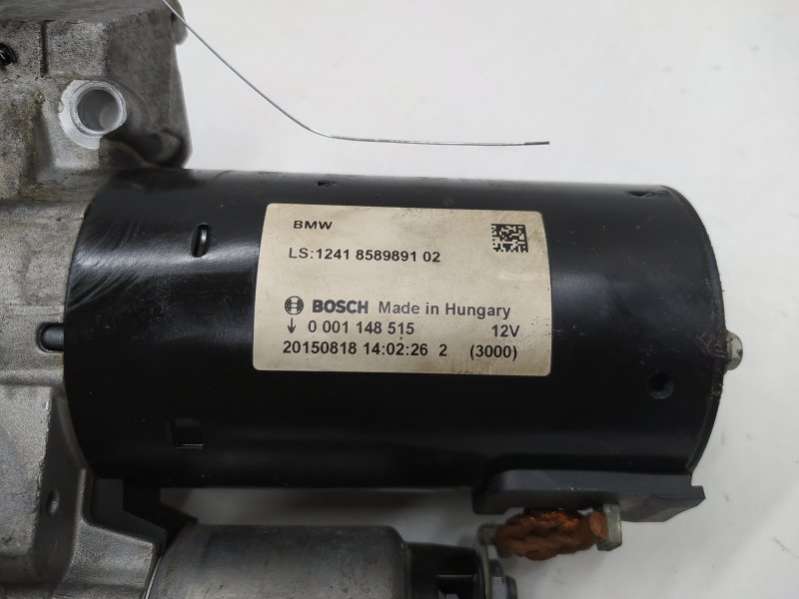 BMW
LS:1241 8589891 02
BOSCH Made in Hungary
↓ 0 001 148 515 12V
20150818 14:02:26 2 (3000)